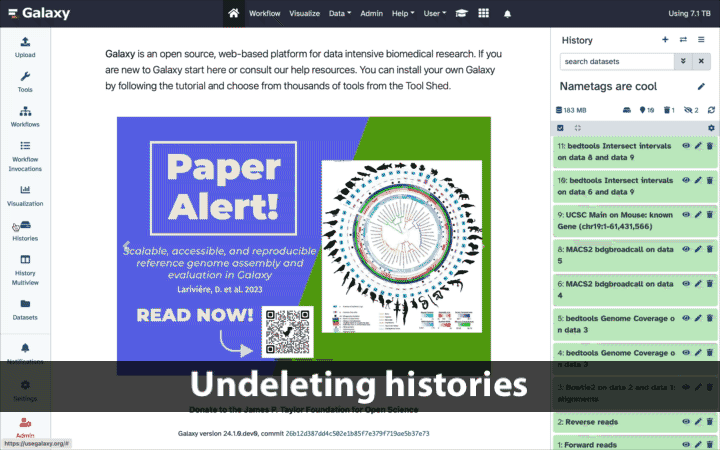 Galaxy
Workflow Visualize Data Admin Help User Using 7.1 TB
Upload
Tools
Workflows
Workflow
Invocations
Visualization
Histories
History
Multiview
Datasets
Notifications
Settings
Admin
https://usegalaxy.org/#
Galaxy is an open source, web-based platform for data intensive biomedical research. If you
are new to Galaxy start here or consult our help resources. You can install your own Galaxy
by following the tutorial and choose from thousands of tools from the Tool Shed.
Paper
Alert!
Scalable, accessible, and reproducible
reference genome assembly and
evaluation in Galaxy
Larivière, D. et al. 2023
READ NOW!
Undeleting histories
Donate to the James P. Taylor Foundation for Open Science
Galaxy version 24.1.0.dev0, commit 26b12d387dd4c502e1b85f7e379f719ae5b37e73
History
search datasets
Nametags are cool
183 MB 10 1 2
11: bedtools Intersect intervals
on data 8 and data 9
10: bedtools Intersect intervals
on data 6 and data 9
9: UCSC Main on Mouse: known
Gene (chr19:1-61,431,566)
8: MACS2 bdgbroadcall on data
5
6: MACS2 bdgbroadcall on data
4
5: bedtools Genome Coverage o
n data 3
4: bedtools Genome Coverage o
n data 3
3: Bowtie2 on data 2 and data 1:
alignments
2: Reverse reads
1: Forward reads